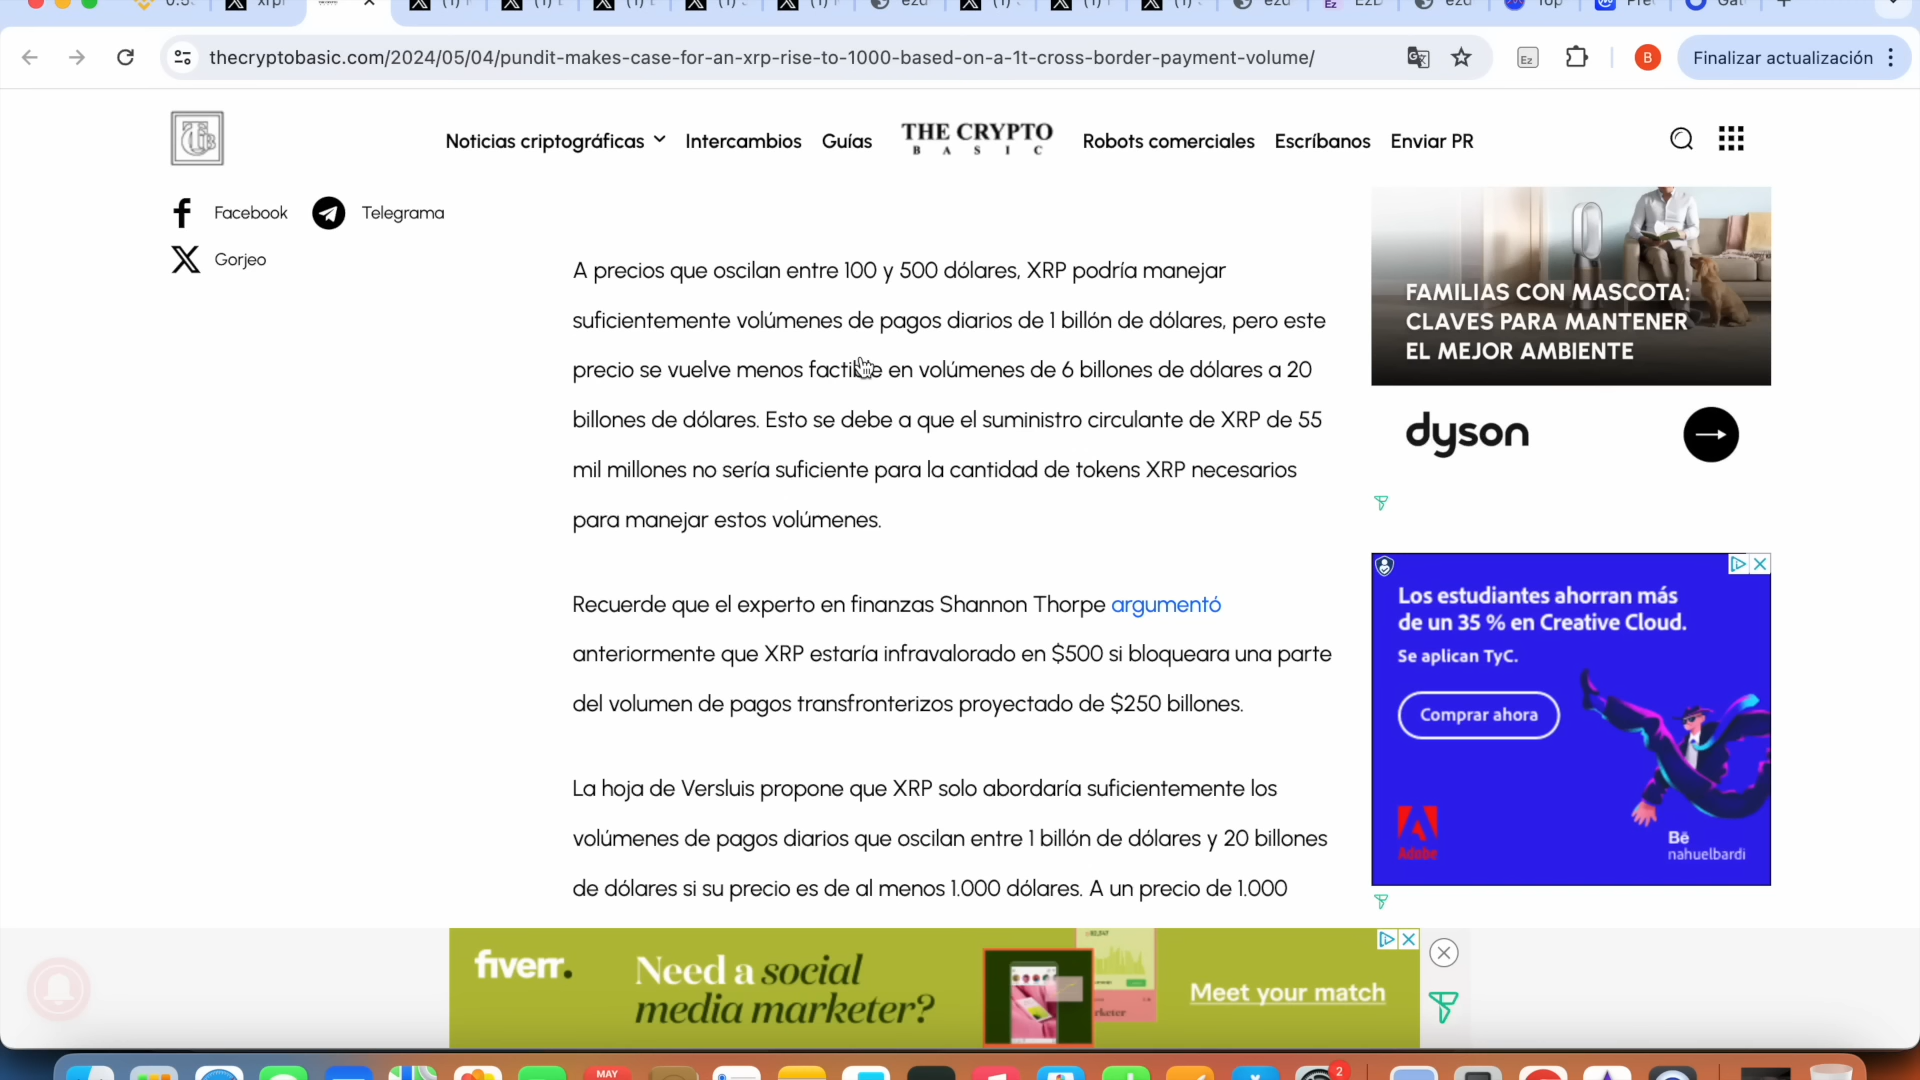 thecryptobasic.com/2024/05/04/pundit-makes-case-for-an-xrp-rise-to-1000-based-on-a-1t-cross-border-payment-volume/
Ez
B
Finalizar actualización
Noticias criptográficas
Intercambios
Guías
THE CRYPTO
BASIC
Robots comerciales
Escríbanos
Enviar PR
Facebook
Telegrama
Gorjeo
A precios que oscilan entre 100 y 500 dólares, XRP podría manejar
suficientemente volúmenes de pagos diarios de 1 billón de dólares, pero este
precio se vuelve menos factible en volúmenes de 6 billones de dólares a 20
billones de dólares. Esto se debe a que el suministro circulante de XRP de 55
mil millones no sería suficiente para la cantidad de tokens XRP necesarios
para manejar estos volúmenes.
Recuerde que el experto en finanzas Shannon Thorpe argumentó
anteriormente que XRP estaría infravalorado en $500 si bloqueara una parte
del volumen de pagos transfronterizos proyectado de $250 billones.
La hoja de Versluis propone que XRP solo abordaría suficientemente los
volúmenes de pagos diarios que oscilan entre 1 billón de dólares y 20 billones
de dólares si su precio es de al menos 1.000 dólares. A un precio de 1.000
FAMILIAS CON MASCOTA:
CLAVES PARA MANTENER
EL MEJOR AMBIENTE
dyson
Los estudiantes ahorran más
de un 35 % en Creative Cloud.
Se aplican TyC.
Comprar ahora
Adobe
Bē
nahuelbardi
fiverr.
Need a social
media marketer?
Meet your match
MAY
2